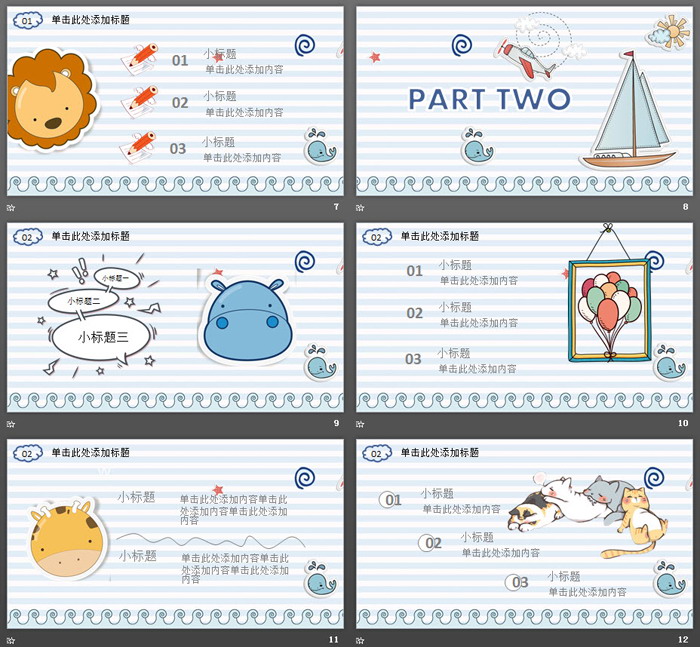 01 单击此处添加标题
01 小标题
单击此处添加内容
02 小标题
单击此处添加内容
03 小标题
单击此处添加内容
7
PART TWO
8
02 单击此处添加标题
小标题一
小标题二
小标题三
9
02 单击此处添加标题
01 小标题
单击此处添加内容
02 小标题
单击此处添加内容
03 小标题
单击此处添加内容
10
02 单击此处添加标题
小标题
单击此处添加内容单击此
处添加内容单击此处添加
内容
小标题
单击此处添加内容单击此
处添加内容单击此处添加
内容
11
02 单击此处添加标题
01 小标题
单击此处添加内容
02 小标题
单击此处添加内容
03 小标题
单击此处添加内容
12